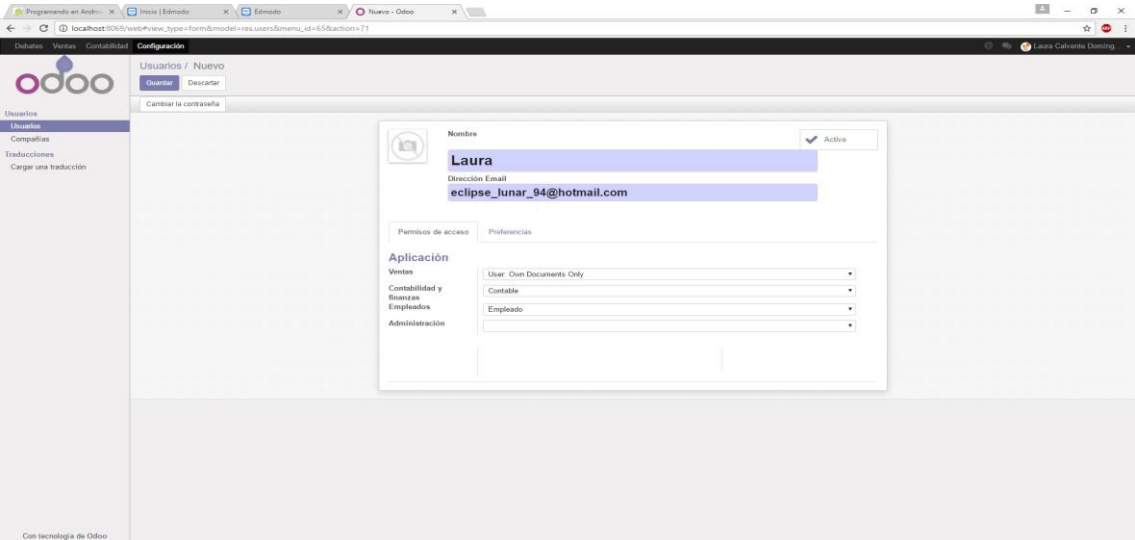 Programando en Andro
Inicio | Edmodo
Edmodo
Nuevo - Odoo
localhost:8069/web#view_type=form&model=res.users&menu_id=65&action=71
Debates Ventas Contabilidad Configuración
Laura Calvente Doming...
odoo
Usuarios / Nuevo
Guardar Descartar
Cambiar la contraseña
Usuarios
Usuarios
Compañías
Traducciones
Cargar una traducción
Nombre
Activo
Laura
Dirección Email
eclipse_lunar_94@hotmail.com
Permisos de acceso Preferencias
Aplicación
Ventas User: Own Documents Only
Contabilidad y
finanzas Contable
Empleados Empleado
Administración
Con tecnología de Odoo